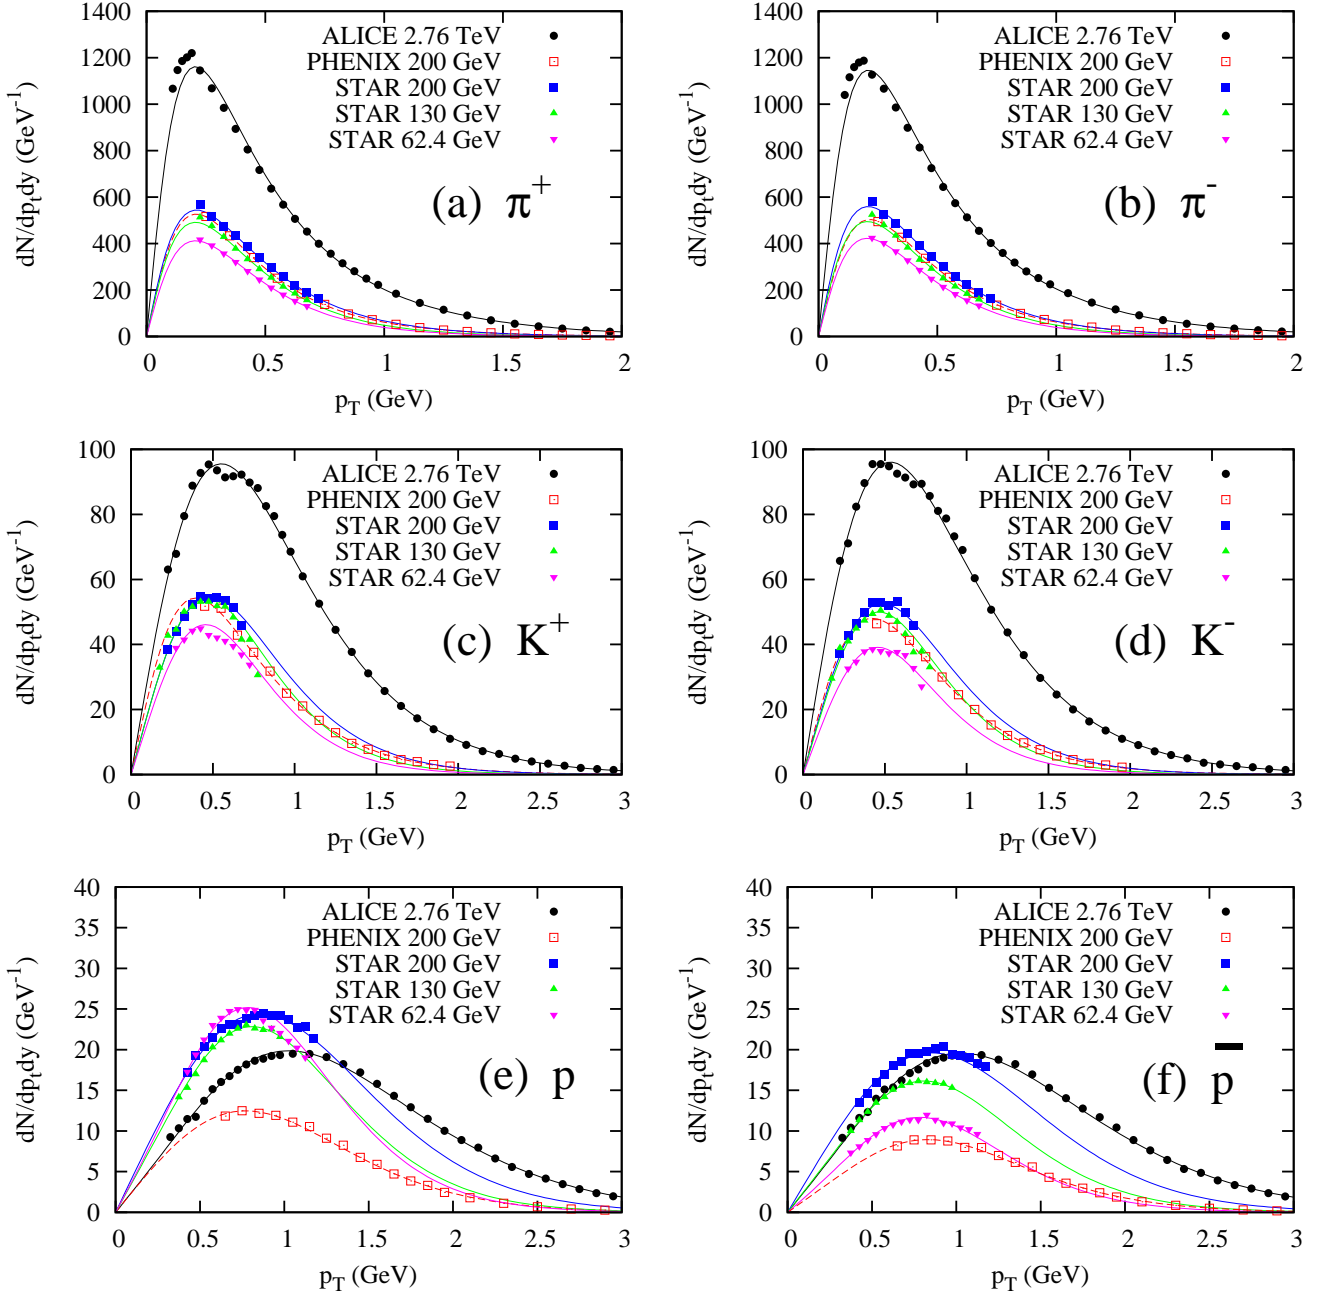 dN/dp_t dy (GeV^-1)
1400
1200
1000
800
600
400
200
0
ALICE 2.76 TeV
PHENIX 200 GeV
STAR 200 GeV
STAR 130 GeV
STAR 62.4 GeV
(a) π^+
0 0.5 1 1.5 2
p_T (GeV)
dN/dp_t dy (GeV^-1)
1400
1200
1000
800
600
400
200
0
ALICE 2.76 TeV
PHENIX 200 GeV
STAR 200 GeV
STAR 130 GeV
STAR 62.4 GeV
(b) π^-
0 0.5 1 1.5 2
p_T (GeV)
dN/dp_t dy (GeV^-1)
100
80
60
40
20
0
ALICE 2.76 TeV
PHENIX 200 GeV
STAR 200 GeV
STAR 130 GeV
STAR 62.4 GeV
(c) K^+
0 0.5 1 1.5 2 2.5 3
p_T (GeV)
dN/dp_t dy (GeV^-1)
100
80
60
40
20
0
ALICE 2.76 TeV
PHENIX 200 GeV
STAR 200 GeV
STAR 130 GeV
STAR 62.4 GeV
(d) K^-
0 0.5 1 1.5 2 2.5 3
p_T (GeV)
dN/dp_t dy (GeV^-1)
40
35
30
25
20
15
10
5
0
ALICE 2.76 TeV
PHENIX 200 GeV
STAR 200 GeV
STAR 130 GeV
STAR 62.4 GeV
(e) p
0 0.5 1 1.5 2 2.5 3
p_T (GeV)
dN/dp_t dy (GeV^-1)
40
35
30
25
20
15
10
5
0
ALICE 2.76 TeV
PHENIX 200 GeV
STAR 200 GeV
STAR 130 GeV
STAR 62.4 GeV
(f) p̅
0 0.5 1 1.5 2 2.5 3
p_T (GeV)